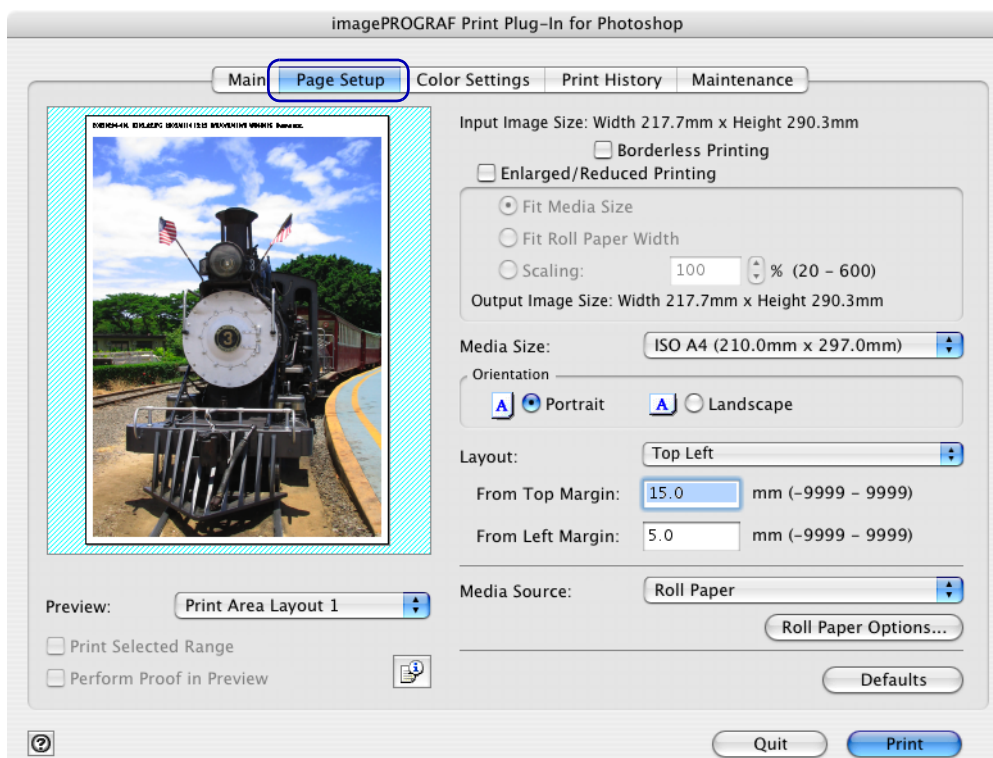 imagePROGRAF Print Plug-In for Photoshop
Main Page Setup Color Settings Print History Maintenance
Input Image Size: Width 217.7mm x Height 290.3mm
Borderless Printing
Enlarged/Reduced Printing
Fit Media Size
Fit Roll Paper Width
Scaling: 100 % (20 - 600)
Output Image Size: Width 217.7mm x Height 290.3mm
Media Size: ISO A4 (210.0mm x 297.0mm)
Orientation
A Portrait A Landscape
Layout: Top Left
From Top Margin: 15.0 mm (-9999 - 9999)
From Left Margin: 5.0 mm (-9999 - 9999)
Media Source: Roll Paper
Roll Paper Options...
Defaults
3
Preview: Print Area Layout 1
Print Selected Range
Perform Proof in Preview
?
Quit Print